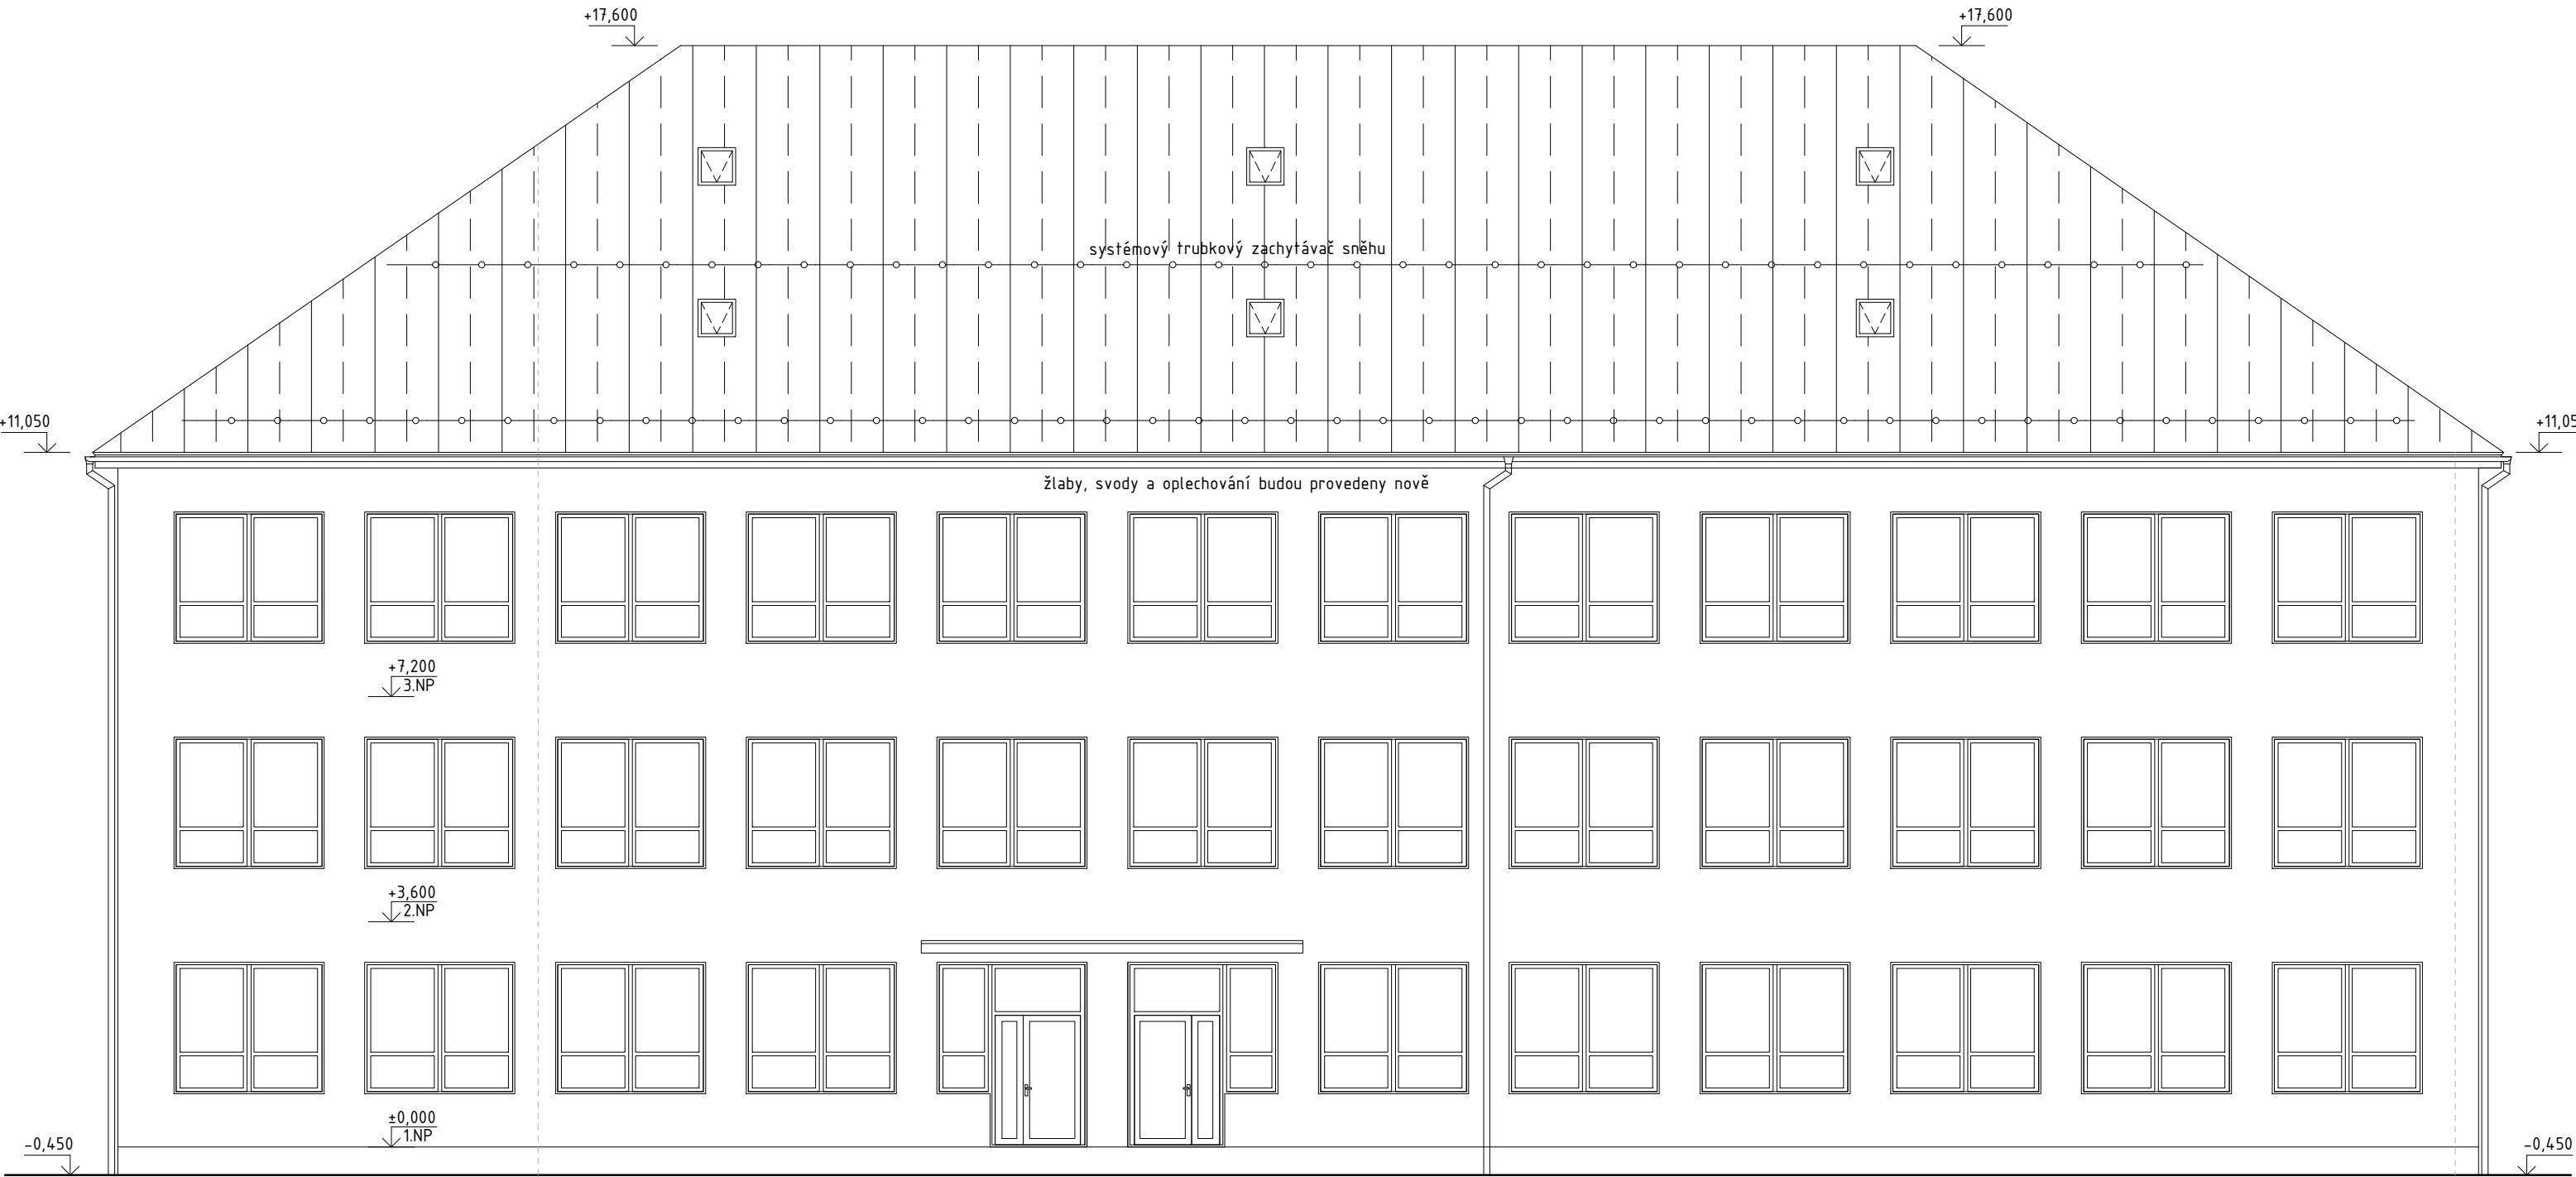 +17,600
+17,600
systémový trubkový zachytávač sněhu
+11,050
+11,05
žlaby, svody a oplechování budou provedeny nově
+7,200
3.NP
+3,600
2.NP
±0,000
1.NP
-0,450
-0,450